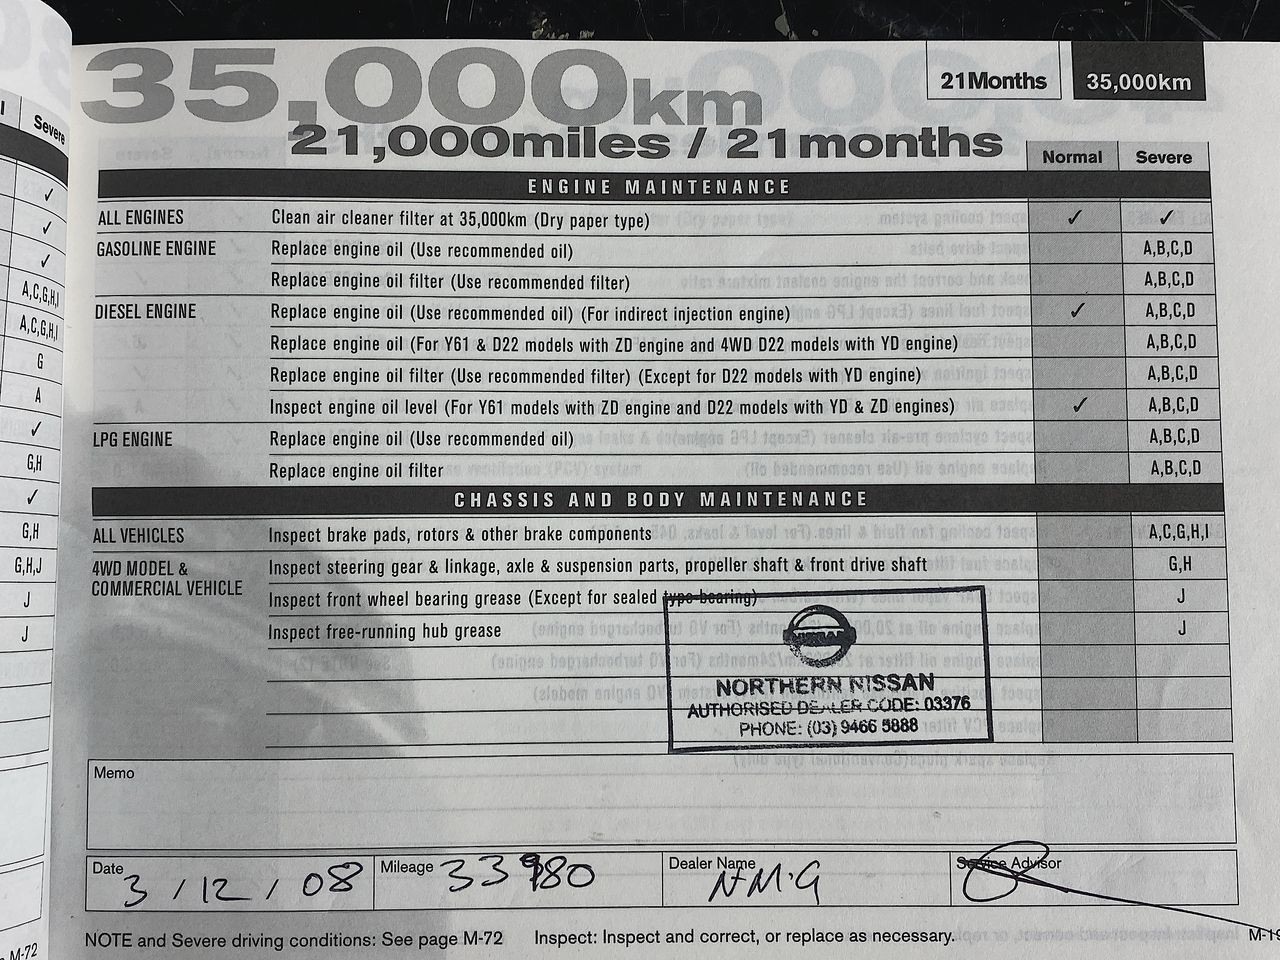 35,000km
21,000miles / 21months
21Months 35,000km
Normal Severe
ENGINE MAINTENANCE
ALL ENGINES Clean air cleaner filter at 35,000km (Dry paper type) ✓ ✓
GASOLINE ENGINE Replace engine oil (Use recommended oil) A,B,C,D
Replace engine oil filter (Use recommended filter) A,B,C,D
DIESEL ENGINE Replace engine oil (Use recommended oil) (For indirect injection engine) ✓ A,B,C,D
Replace engine oil (For Y61 & D22 models with ZD engine and 4WD D22 models with YD engine) A,B,C,D
Replace engine oil filter (Use recommended filter) (Except for D22 models with YD engine) A,B,C,D
Inspect engine oil level (For Y61 models with ZD engine and D22 models with YD & ZD engines) ✓ A,B,C,D
LPG ENGINE Replace engine oil (Use recommended oil) A,B,C,D
Replace engine oil filter A,B,C,D
CHASSIS AND BODY MAINTENANCE
ALL VEHICLES Inspect brake pads, rotors & other brake components A,C,G,H,I
4WD MODEL & COMMERCIAL VEHICLE Inspect steering gear & linkage, axle & suspension parts, propeller shaft & front drive shaft G,H
Inspect front wheel bearing grease (Except for sealed type-bearing) J
Inspect free-running hub grease J
NISSAN
NORTHERN NISSAN
AUTHORISED DEALER CODE: 03376
PHONE: (03) 9466 5888
Memo
Date 3 / 12 / 08 Mileage 33980 Dealer Name NMG Service Advisor
NOTE and Severe driving conditions: See page M-72 Inspect: Inspect and correct, or replace as necessary. M-19
Severe
✓
✓
✓
A,C,G,H,I
A,C,G,H,I
G
A
✓
G,H
✓
G,H
G,H,J
J
J
M-72